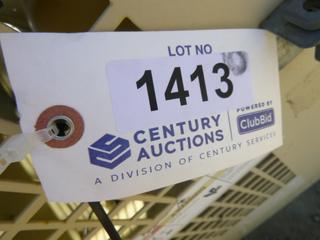 LOT NO
1413
POWERED BY
CENTURY
AUCTIONS
ClubBid
A DIVISION OF CENTURY SERVICES